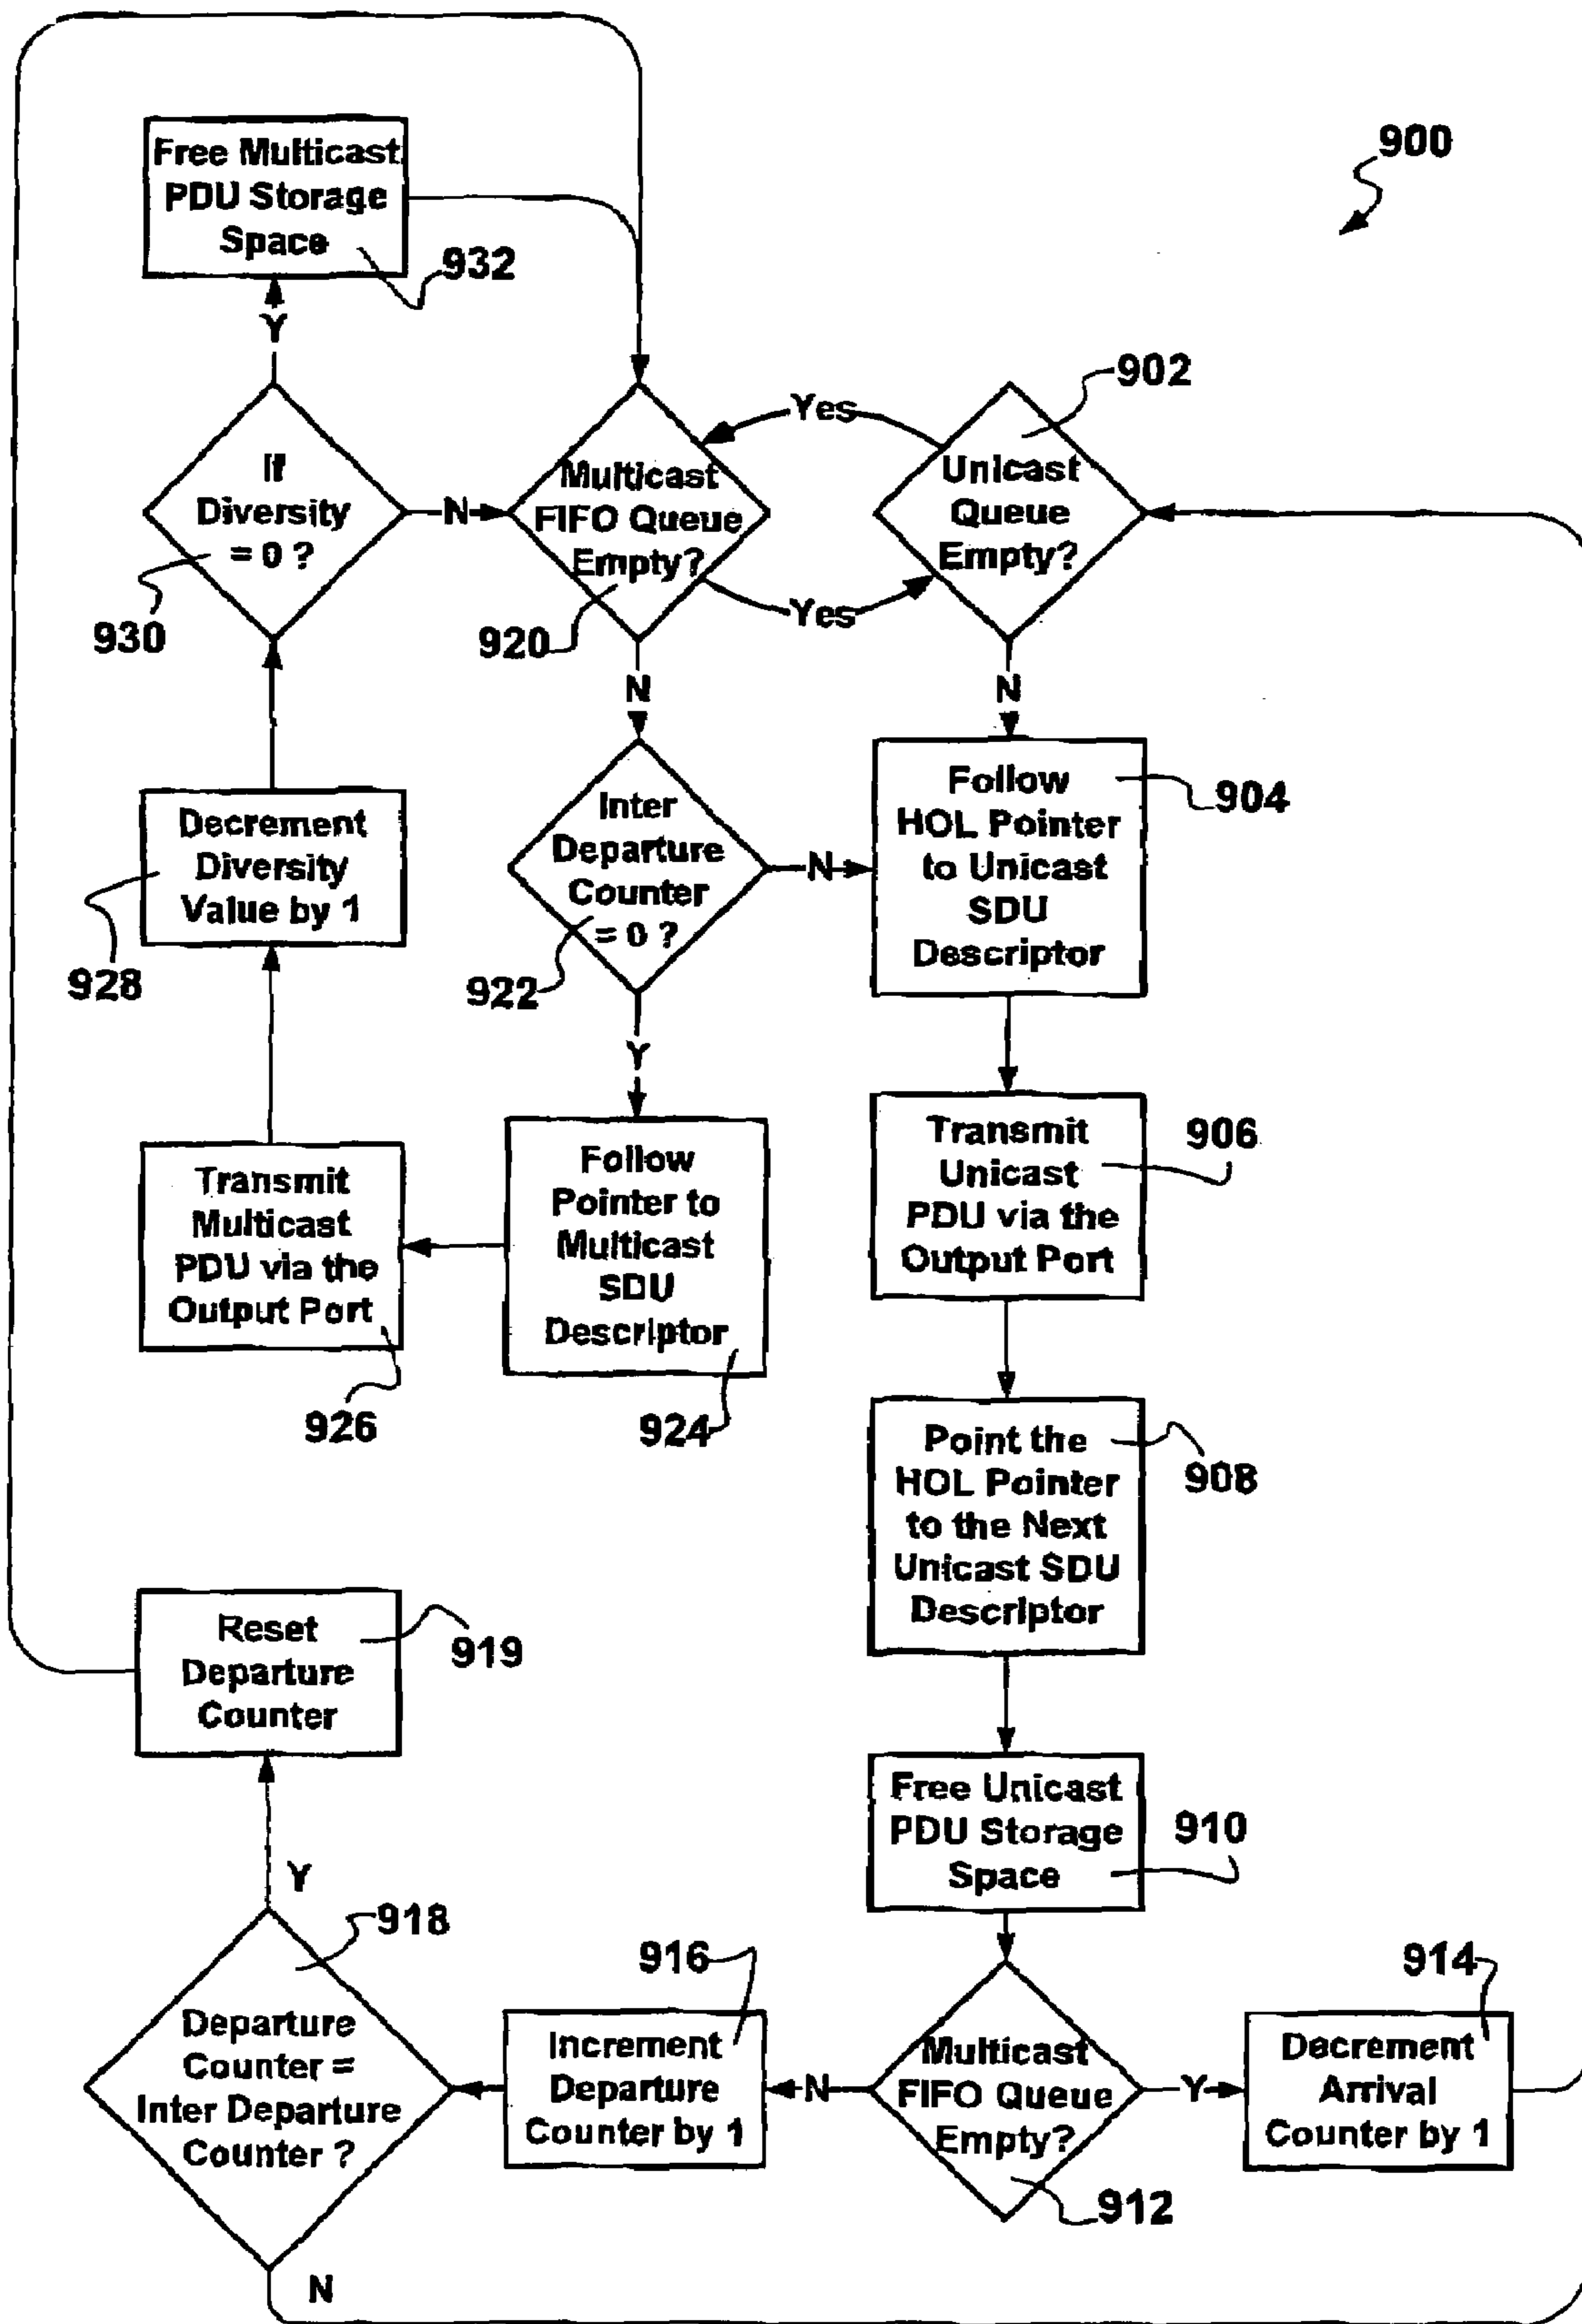 900
Free Multicast
PDU Storage
Space
932
Y
If
Diversity
= 0 ?
930
N
Multicast
FIFO Queue
Empty?
920
Yes
Yes
902
Unicast
Queue
Empty?
N
N
Decrement
Diversity
Value by 1
928
Inter
Departure
Counter
= 0 ?
922
N
Follow
HOL Pointer
to Unicast
SDU
Descriptor
904
Y
Transmit
Multicast
PDU via the
Output Port
926
Follow
Pointer to
Multicast
SDU
Descriptor
924
Transmit
Unicast
PDU via the
Output Port
906
Point the
HOL Pointer
to the Next
Unicast SDU
Descriptor
908
Reset
Departure
Counter
919
Free Unicast
PDU Storage
Space
910
Y
918
Departure
Counter =
Inter Departure
Counter ?
N
916
Increment
Departure
Counter by 1
N
Multicast
FIFO Queue
Empty?
912
Y
914
Decrement
Arrival
Counter by 1